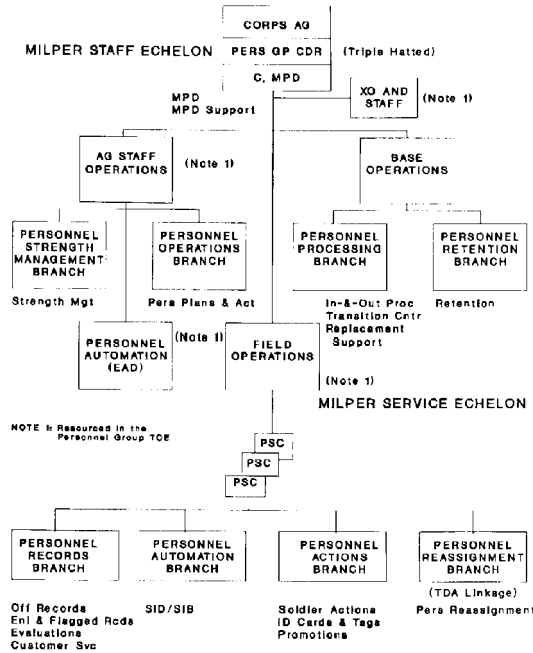 CORPS AG
MILPER STAFF ECHELON
PERS GP CDR
(Triple Hatted)
C, MPD
MPD
MPD Support
XO AND
STAFF
(Note 1)
AG STAFF
OPERATIONS
(Note 1)
BASE
OPERATIONS
PERSONNEL
STRENGTH
MANAGEMENT
BRANCH
Strength Mgt
PERSONNEL
OPERATIONS
BRANCH
Pers Plans & Act
PERSONNEL
PROCESSING
BRANCH
In-&-Out Proc
Transition Cntr
Replacement
Support
PERSONNEL
RETENTION
BRANCH
Retention
PERSONNEL
AUTOMATION
(EAD)
(Note 1)
FIELD
OPERATIONS
(Note 1)
MILPER SERVICE ECHELON
NOTE 1: Resourced in the
Personnel Group TOE
PSC
PSC
PSC
PERSONNEL
RECORDS
BRANCH
Off Records
Enl & Flagged Rcds
Evaluations
Customer Svc
PERSONNEL
AUTOMATION
BRANCH
SID/SIB
PERSONNEL
ACTIONS
BRANCH
Soldier Actions
ID Cards & Tags
Promotions
PERSONNEL
REASSIGNMENT
BRANCH
(TDA Linkage)
Pers Reassignment